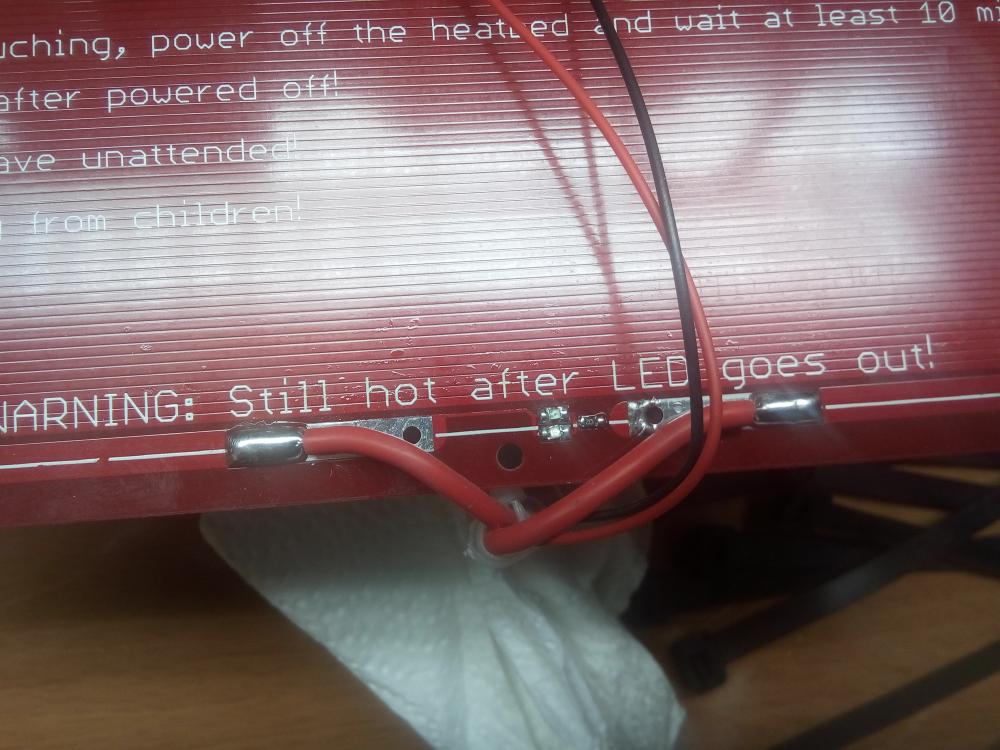 uching, power off the heatbed and wait at least 10 mi
after powered off!
ave unattended!
from children!
WARNING: Still hot after LED goes out!